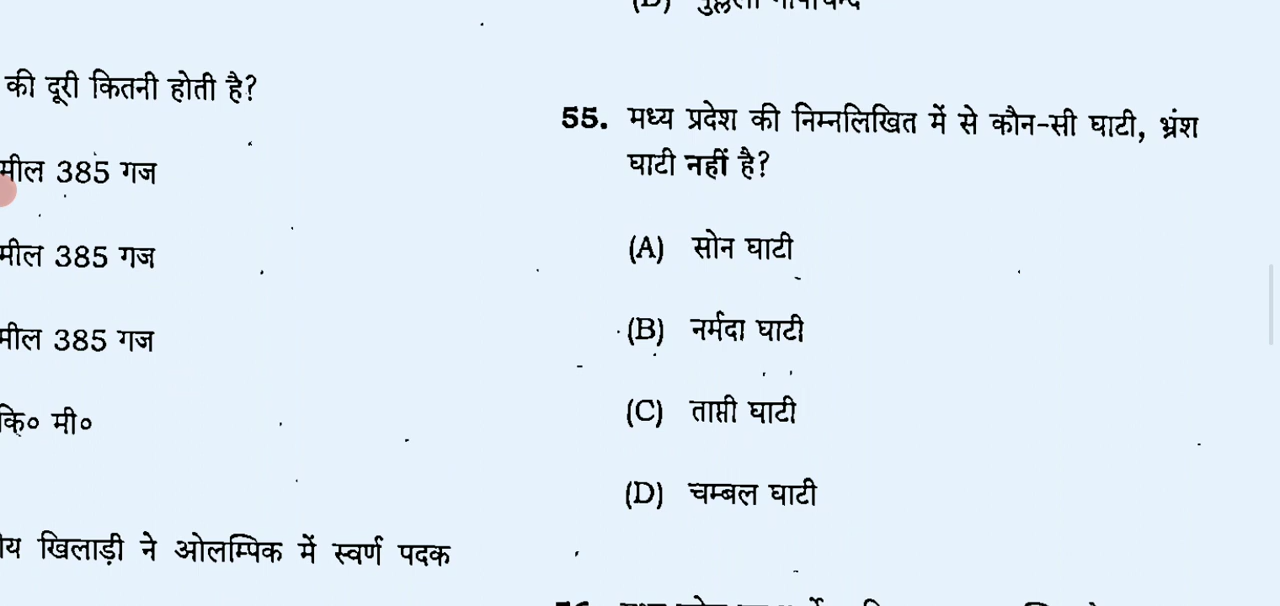 की दूरी कितनी होती है?
मील 385 गज
मील 385 गज
मील 385 गज
कि० मी०
खिलाड़ी ने ओलम्पिक में स्वर्ण पदक
55. मध्य प्रदेश की निम्नलिखित में से कौन-सी घाटी, भ्रंश
घाटी नहीं है?
(A) सोन घाटी
(B) नर्मदा घाटी
(C) ताप्ती घाटी
(D) चम्बल घाटी